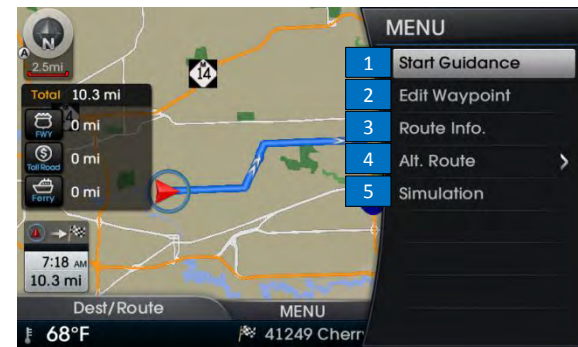 N
A
2.5mi
14
Total 10.3 mi
FWY 0 mi
Toll Road 0 mi
Ferry 0 mi
7:18 AM
10.3 mi
Dest/Route
MENU
68°F
41249 Cherr
MENU
1 Start Guidance
2 Edit Waypoint
3 Route Info.
4 Alt. Route >
5 Simulation